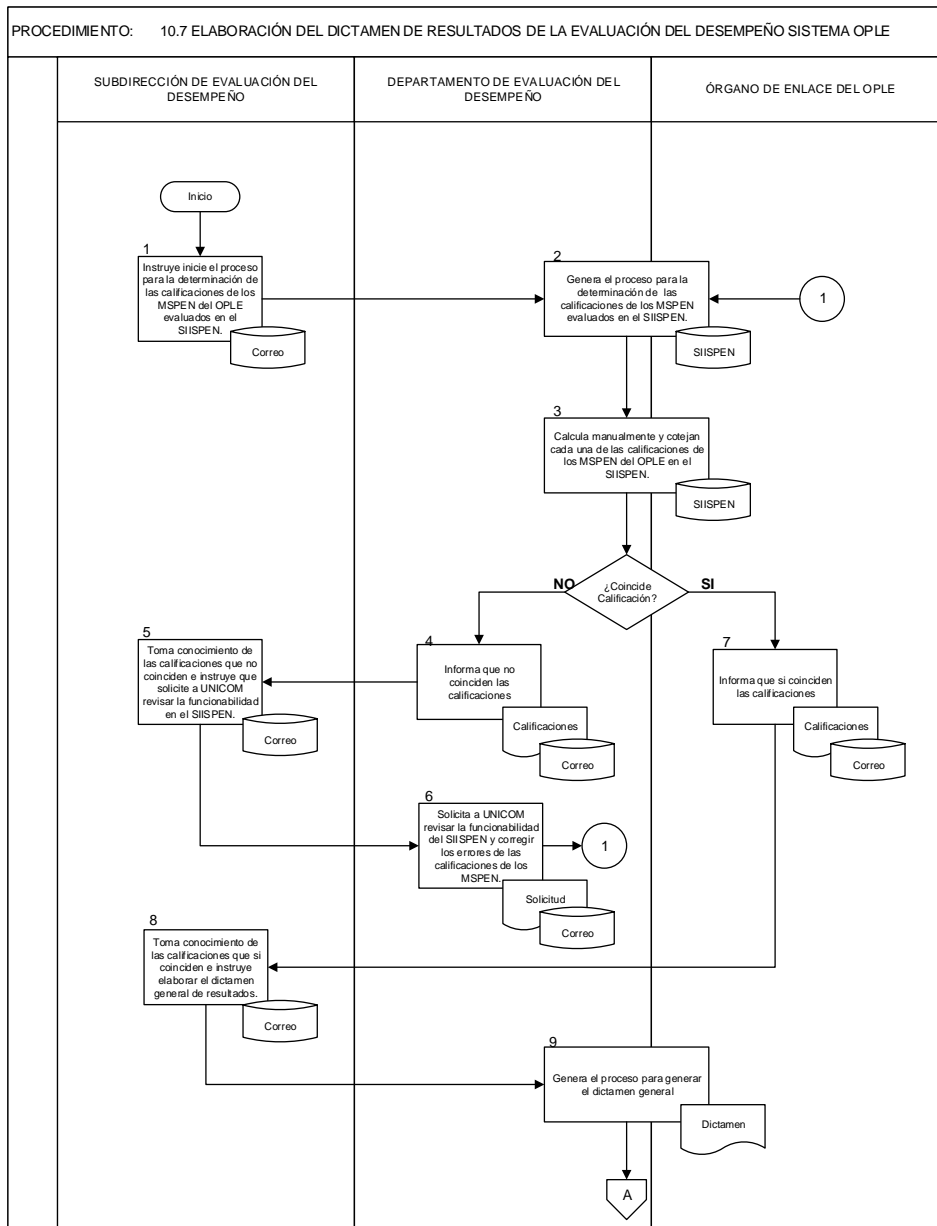 PROCEDIMIENTO: 10.7 ELABORACIÓN DEL DICTAMEN DE RESULTADOS DE LA EVALUACIÓN DEL DESEMPEÑO SISTEMA OPLE
SUBDIRECCIÓN DE EVALUACIÓN DEL
DESEMPEÑO
DEPARTAMENTO DE EVALUACIÓN DEL
DESEMPEÑO
ÓRGANO DE ENLACE DEL OPLE
Inicio
1
Instruye inicie el proceso
para la determinación de
las calificaciones de los
MSPEN del OPLE
evaluados en el
SIISPEN.
Correo
2
Genera el proceso para la
determinación de las
calificaciones de los MSPEN
evaluados en el SIISPEN.
SIISPEN
1
3
Calcula manualmente y cotejan
cada una de las calificaciones de
los MSPEN del OPLE en el
SIISPEN.
SIISPEN
¿Coincide
Calificación?
NO
SI
4
Informa que no
coinciden las
calificaciones
Calificaciones
Correo
5
Toma conocimiento de
las calificaciones que no
coinciden e instruye que
solicite a UNICOM
revisar la funcionabilidad
en el SIISPEN.
Correo
7
Informa que si coinciden
las calificaciones
Calificaciones
Correo
6
Solicita a UNICOM
revisar la funcionabilidad
del SIISPEN y corregir
los errores de las
calificaciones de los
MSPEN.
Solicitud
Correo
1
8
Toma conocimiento de
las calificaciones que si
coinciden e instruye
elaborar el dictamen
general de resultados.
Correo
9
Genera el proceso para generar
el dictamen general
Dictamen
A